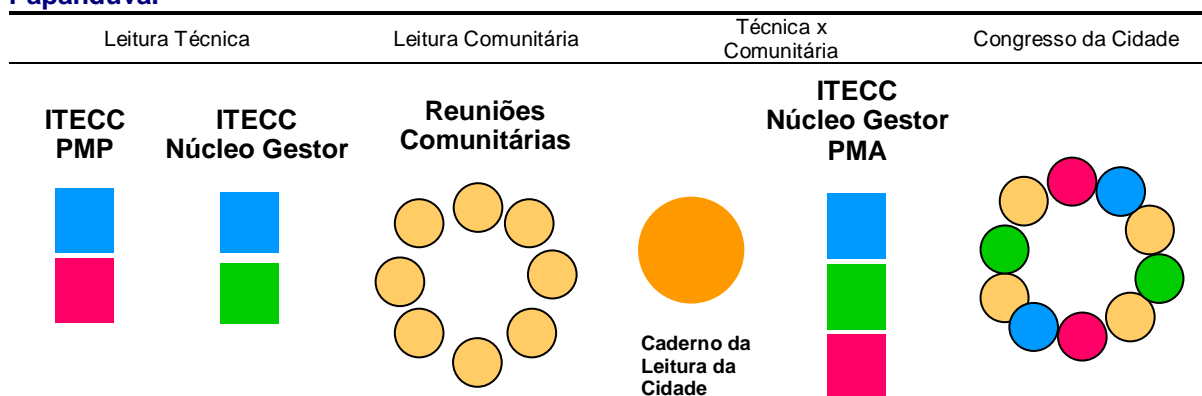 Leitura Técnica
Leitura Comunitária
Técnica x
Comunitária
Congresso da Cidade
ITECC
PMP
ITECC
Núcleo Gestor
Reuniões
Comunitárias
ITECC
Núcleo Gestor
PMA
Caderno da
Leitura da
Cidade